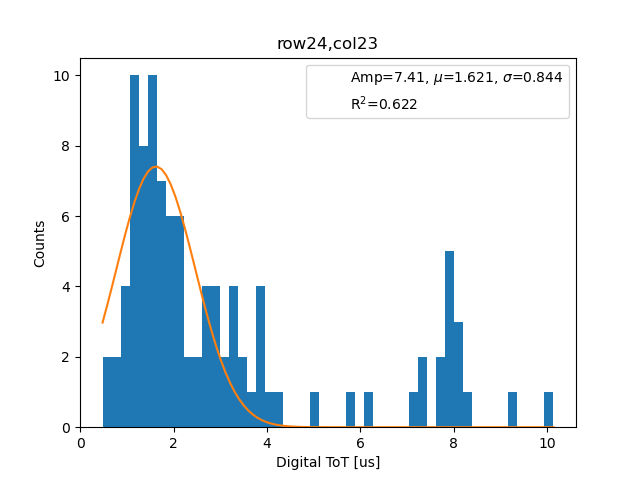 row24,col23
Amp=7.41, μ=1.621, σ=0.844
R²=0.622
10
8
6
4
2
0
Counts
0 2 4 6 8 10
Digital ToT [us]